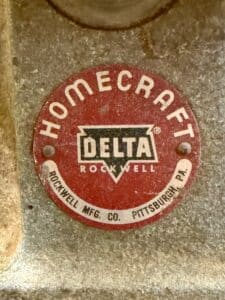 HOMECRAFT
DELTA®
ROCKWELL
ROCKWELL MFG. CO. PITTSBURGH, PA.